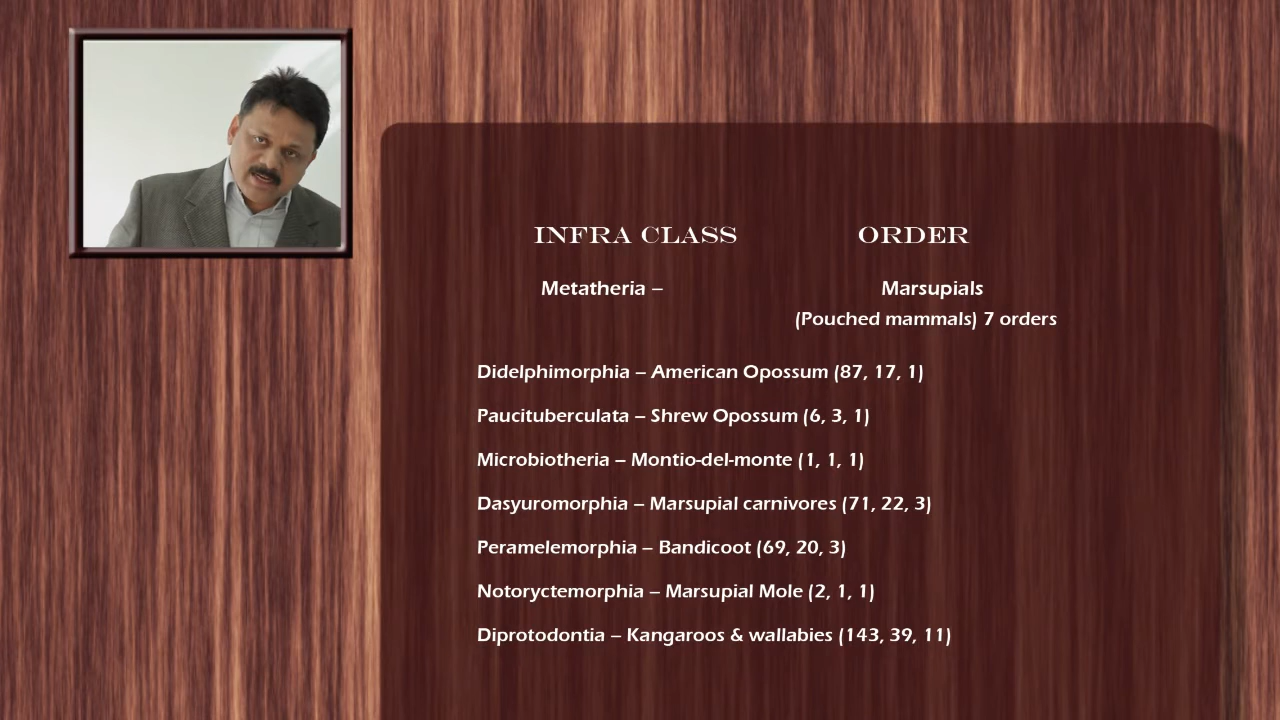 INFRA CLASS ORDER
Metatheria – Marsupials
(Pouched mammals) 7 orders
Didelphimorphia – American Opossum (87, 17, 1)
Paucituberculata – Shrew Opossum (6, 3, 1)
Microbiotheria – Montio-del-monte (1, 1, 1)
Dasyuromorphia – Marsupial carnivores (71, 22, 3)
Peramelemorphia – Bandicoot (69, 20, 3)
Notoryctemorphia – Marsupial Mole (2, 1, 1)
Diprotodontia – Kangaroos & wallabies (143, 39, 11)